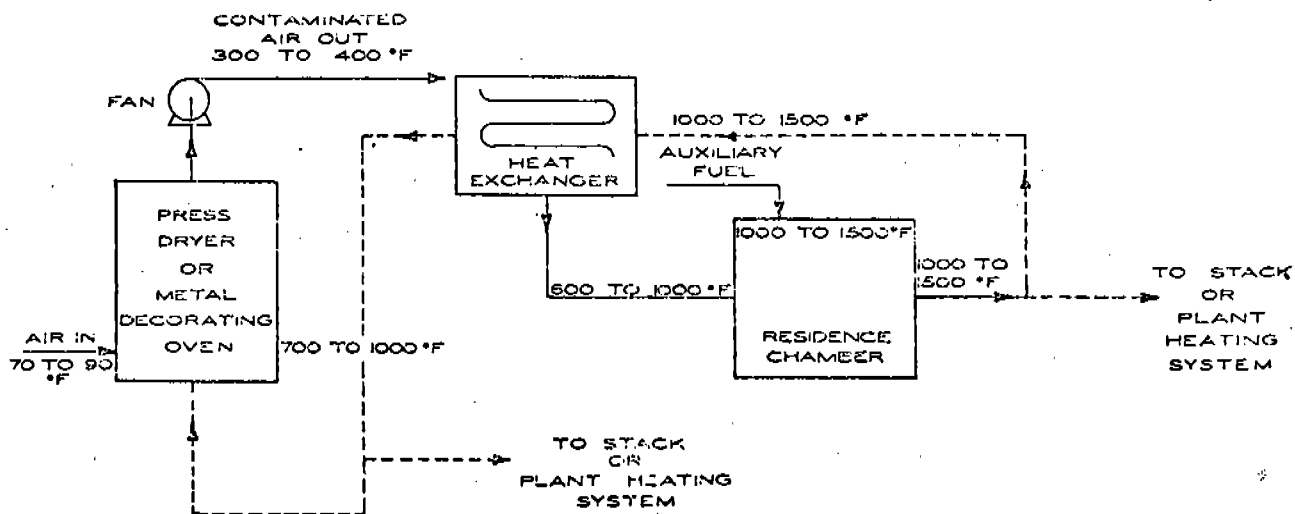 CONTAMINATED
AIR OUT
300 TO 400 °F
FAN
1000 TO 1500 °F
HEAT
EXCHANGER
AUXILIARY
FUEL
PRESS
DRYER
OR
METAL
DECORATING
OVEN
AIR IN
70 TO 90
°F
700 TO 1000 °F
600 TO 1000 °F
1000 TO 1500 °F
RESIDENCE
CHAMBER
1000 TO
1500 °F
TO STACK
OR
PLANT
HEATING
SYSTEM
TO STACK
OR
PLANT HEATING
SYSTEM